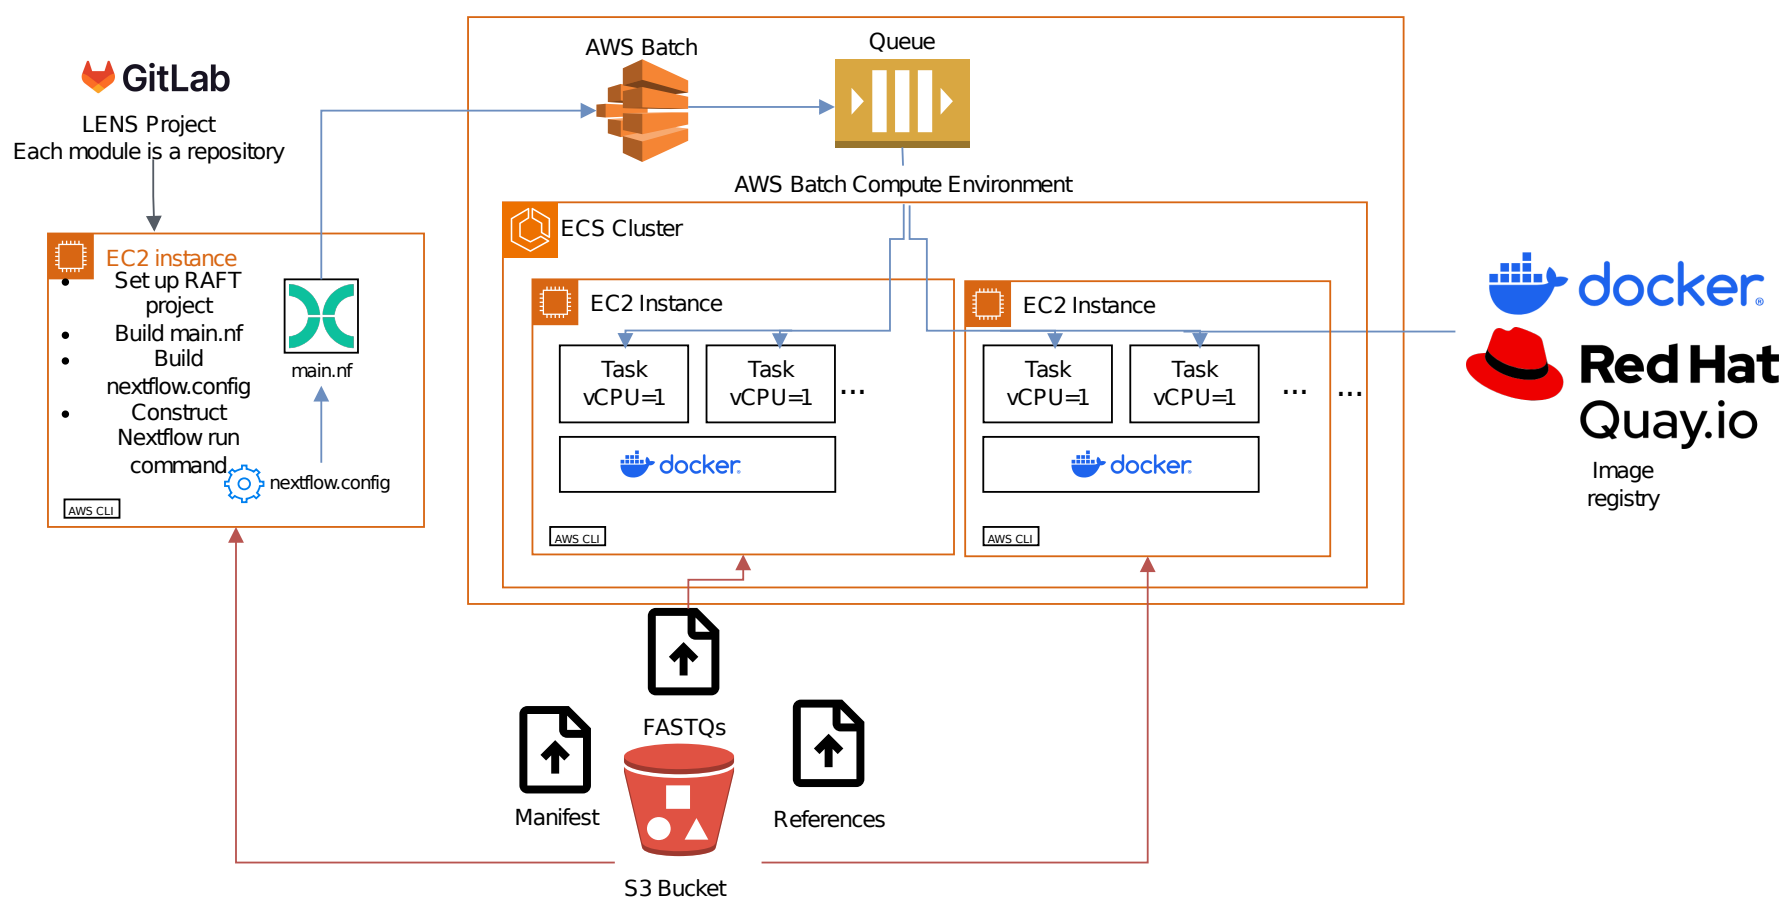 GitLab
LENS Project
Each module is a repository
EC2 instance
• Set up RAFT
project
• Build main.nf
• Build
nextflow.config
• Construct
Nextflow run
command
main.nf
nextflow.config
AWS CLI
AWS Batch
Queue
AWS Batch Compute Environment
ECS Cluster
EC2 Instance
Task
vCPU=1
Task
vCPU=1
...
docker
AWS CLI
EC2 Instance
Task
vCPU=1
Task
vCPU=1
...
...
docker
AWS CLI
docker®
Red Hat
Quay.io
Image
registry
FASTQs
Manifest
References
S3 Bucket